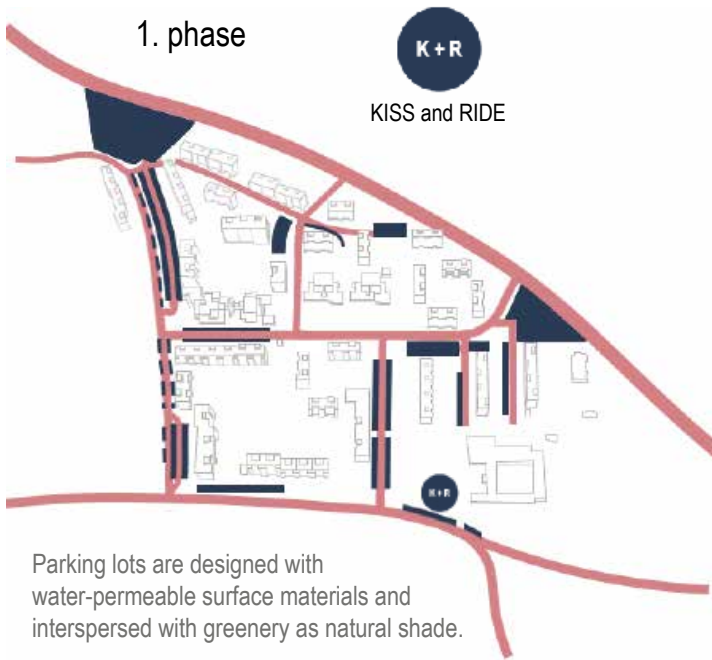 1. phase
K+R
KISS and RIDE
K+R
Parking lots are designed with
water-permeable surface materials and
interspersed with greenery as natural shade.